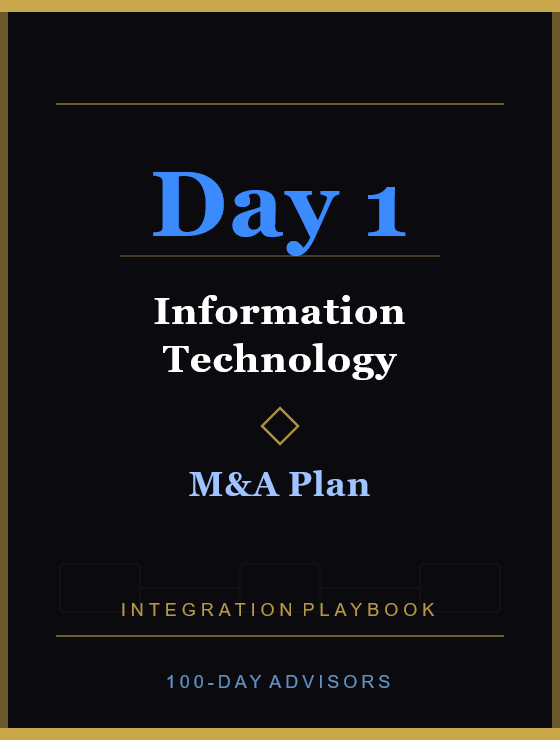 Day 1
Information
Technology
M&A Plan
INTEGRATION PLAYBOOK
100-DAY ADVISORS